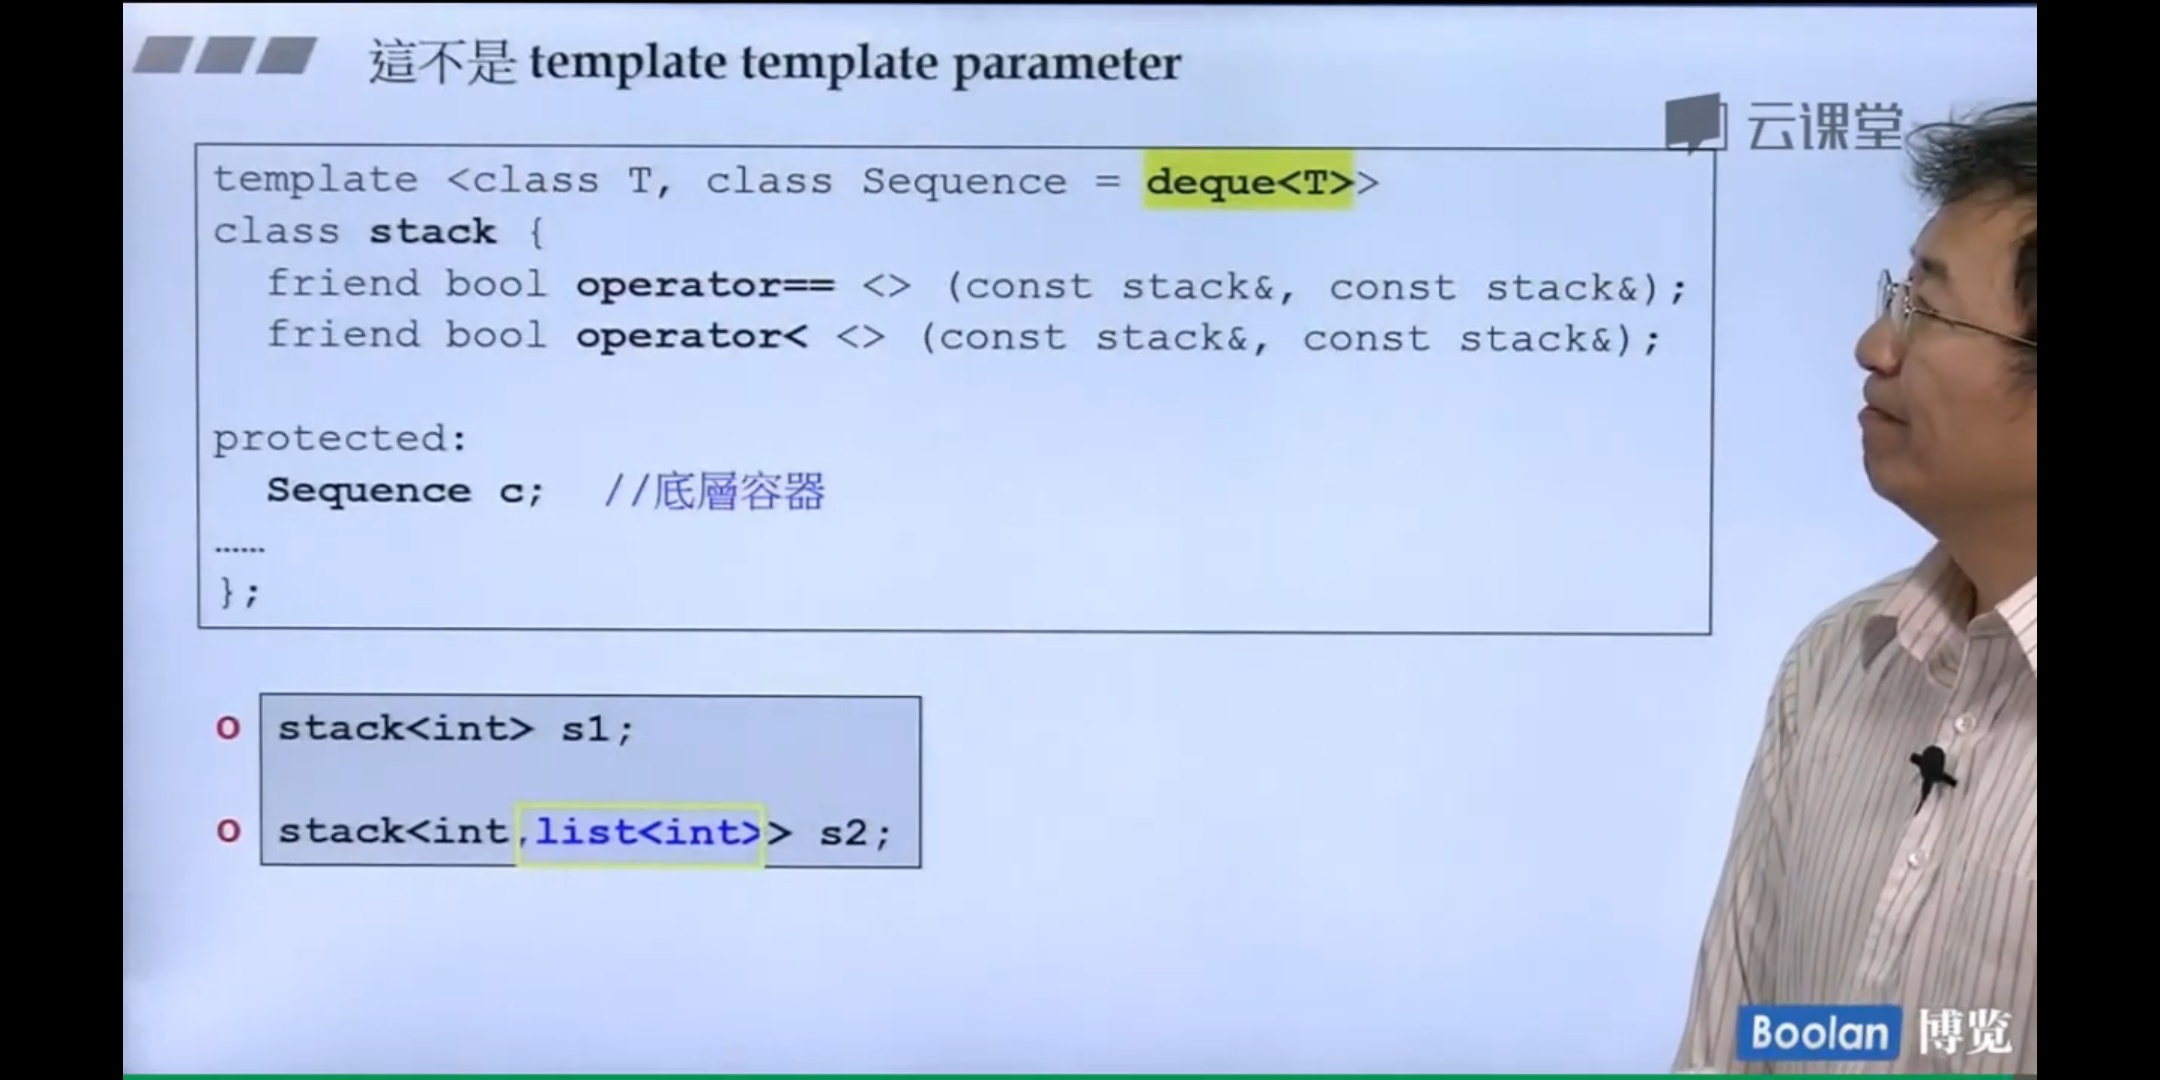 這不是 template template parameter
云课堂
template <class T, class Sequence = deque<T>>
class stack {
friend bool operator== <> (const stack&, const stack&);
friend bool operator< <> (const stack&, const stack&);
protected:
Sequence c; //底層容器
……
};
o stack<int> s1;
o stack<int,list<int>> s2;
Boolan 博览